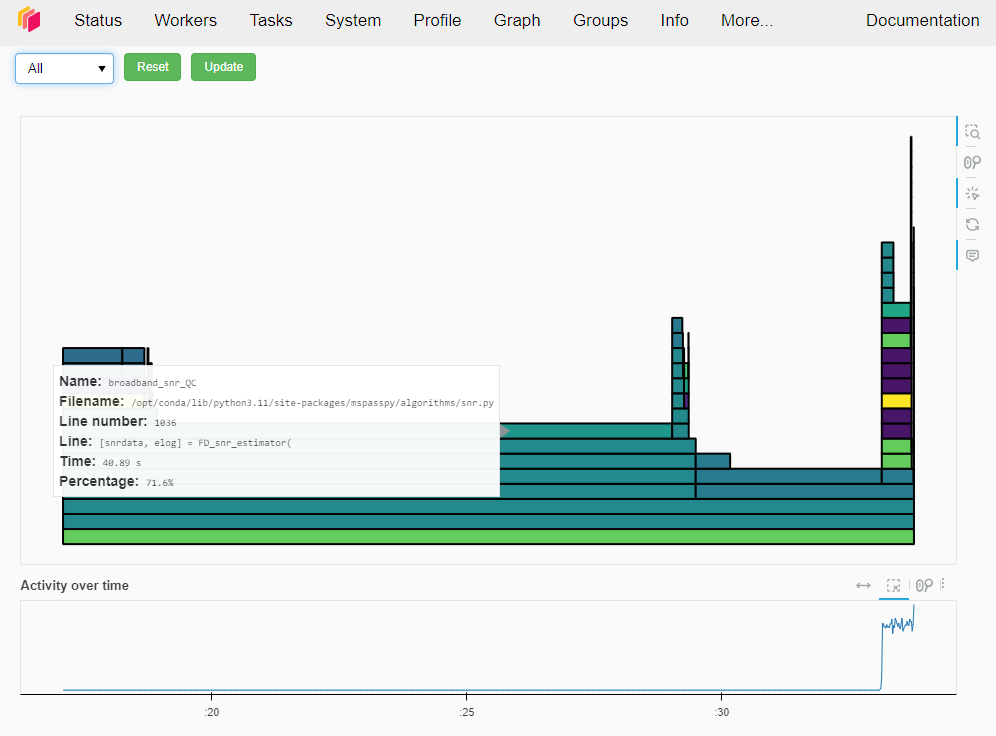 Status Workers Tasks System Profile Graph Groups Info More... Documentation
All Reset Update
Name: broadband_snr_QC
Filename: /opt/conda/lib/python3.11/site-packages/mspasspy/algorithms/snr.py
Line number: 1036
Line: [snrdata, elog] = FD_snr_estimator(
Time: 40.89 s
Percentage: 71.6%
Activity over time
:20 :25 :30